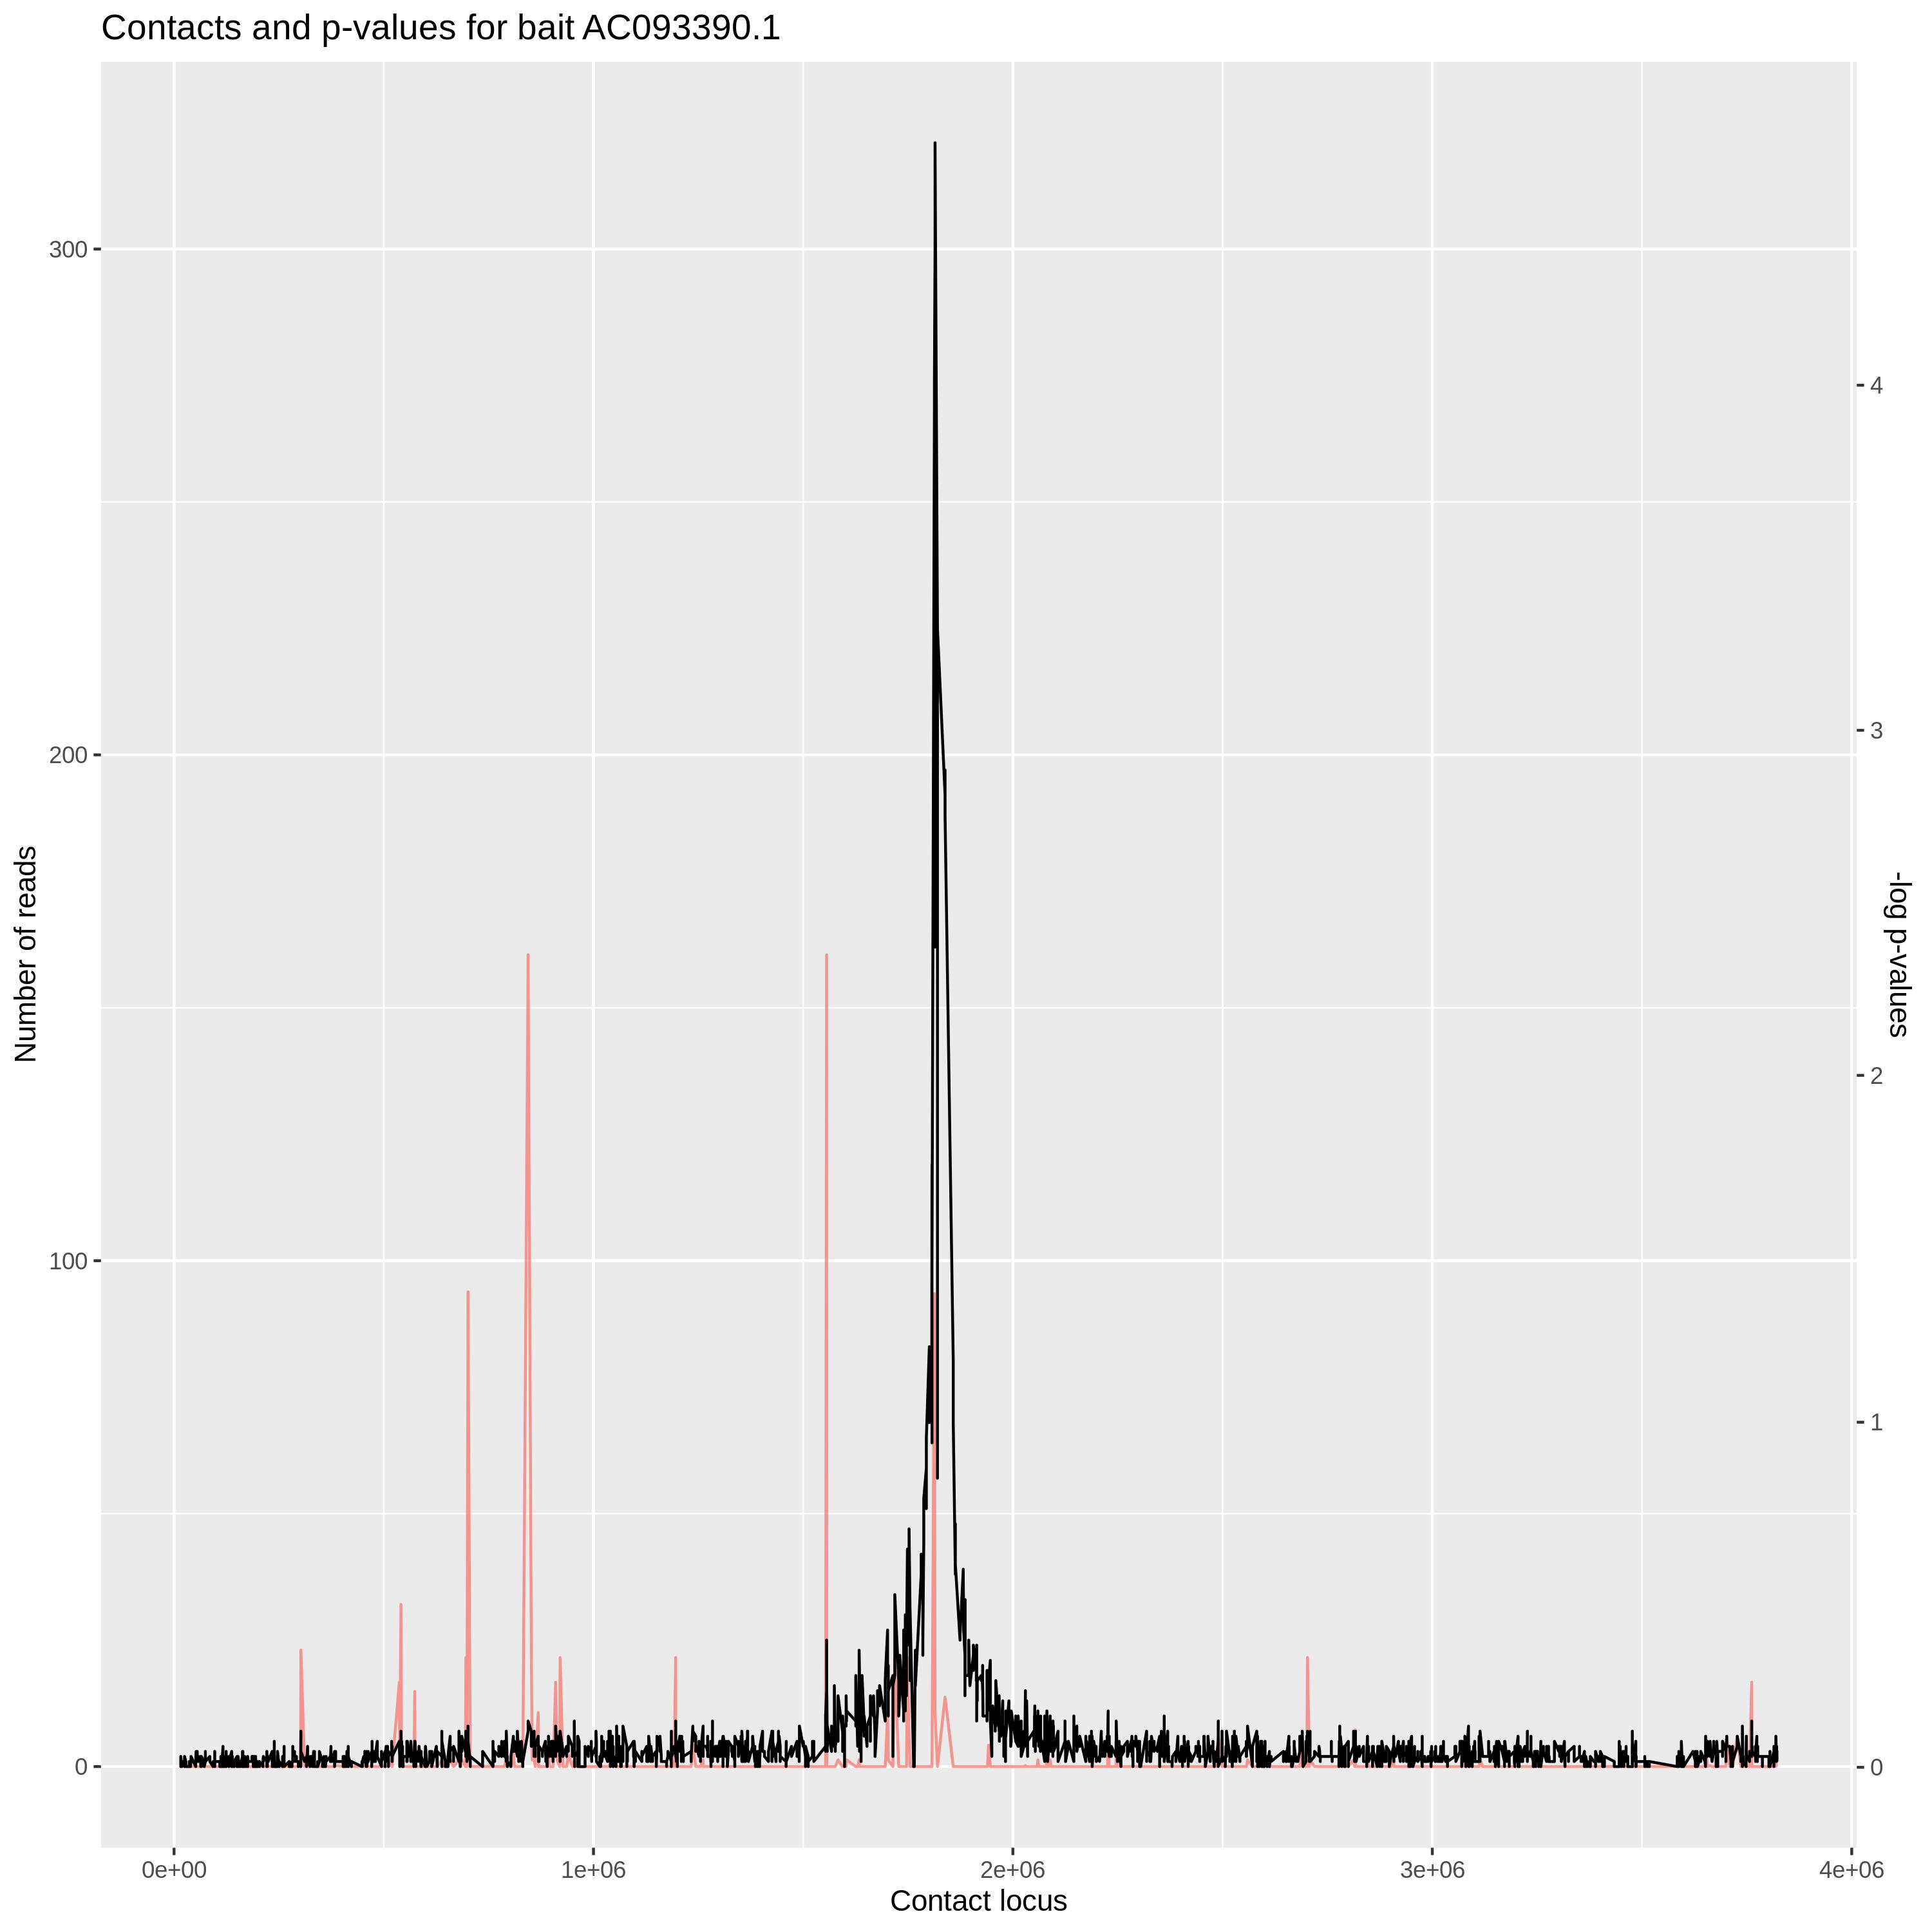 Contacts and p-values for bait AC093390.1
300
200
100
0
Number of reads
4
3
2
1
0
-log p-values
0e+00
1e+06
2e+06
3e+06
4e+06
Contact locus